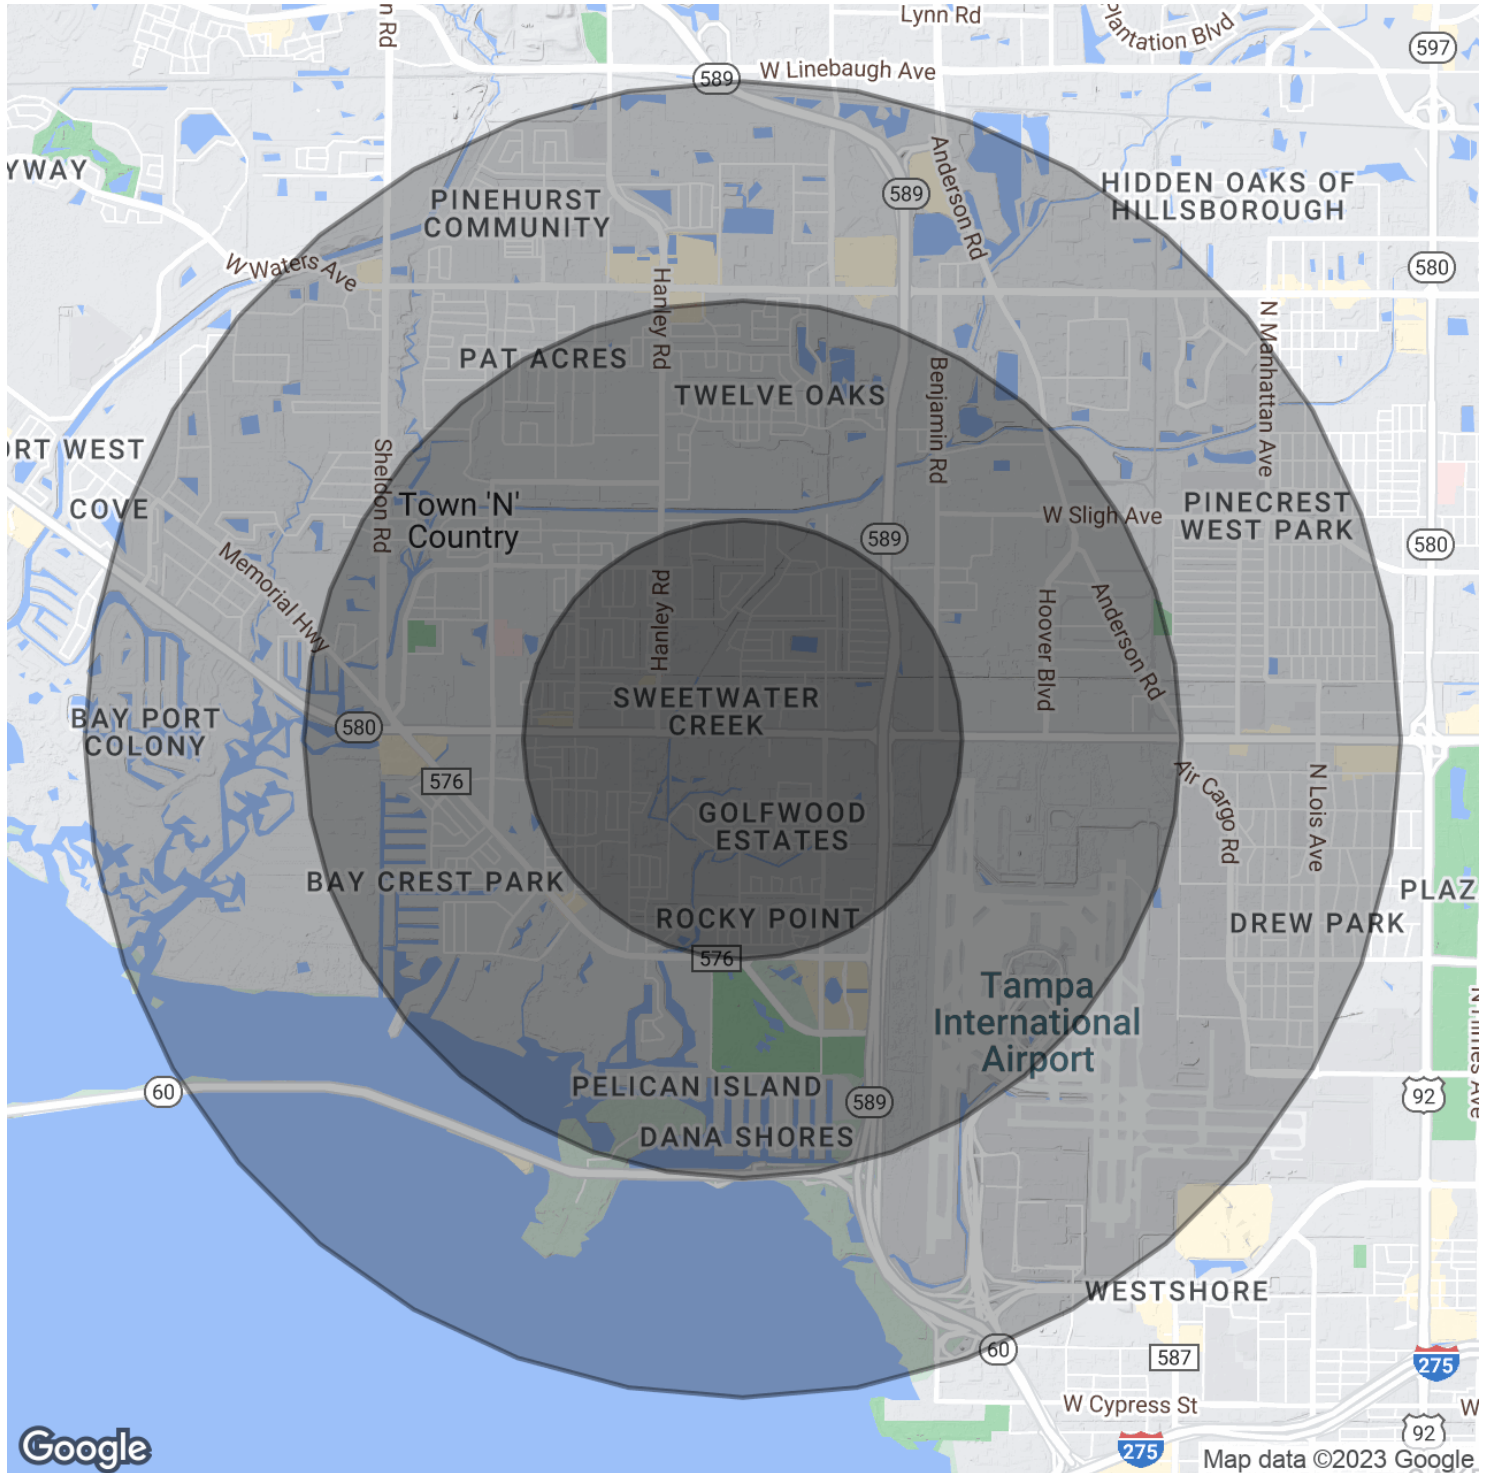 n Rd
Lynn Rd
Plantation Blvd
597
589
W Linebaugh Ave
YWAY
Anderson Rd
589
HIDDEN OAKS OF
HILLSBOROUGH
PINEHURST
COMMUNITY
W Waters Ave
580
Hanley Rd
N Manhattan Ave
PAT ACRES
TWELVE OAKS
Benjamin Rd
ORT WEST
Sheldon Rd
COVE
Town 'N'
Country
W Sligh Ave
PINECREST
WEST PARK
589
580
Memorial Hwy
Hanley Rd
Hoover Blvd
Anderson Rd
SWEETWATER
CREEK
BAY PORT
COLONY
580
576
Air Cargo Rd
N Lois Ave
GOLFWOOD
ESTATES
BAY CREST PARK
PLAZ
ROCKY POINT
DREW PARK
576
Tampa
International
Airport
N Himes Ave
PELICAN ISLAND
60
589
92
DANA SHORES
WESTSHORE
60
587
275
W Cypress St
W
92
275
Google
Map data ©2023 Google